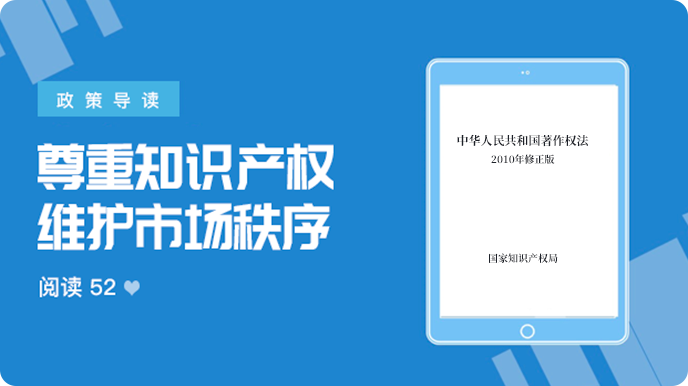 政策导读
尊重知识产权
维护市场秩序
阅读 52
中华人民共和国著作权法
2010年修正版
国家知识产权局